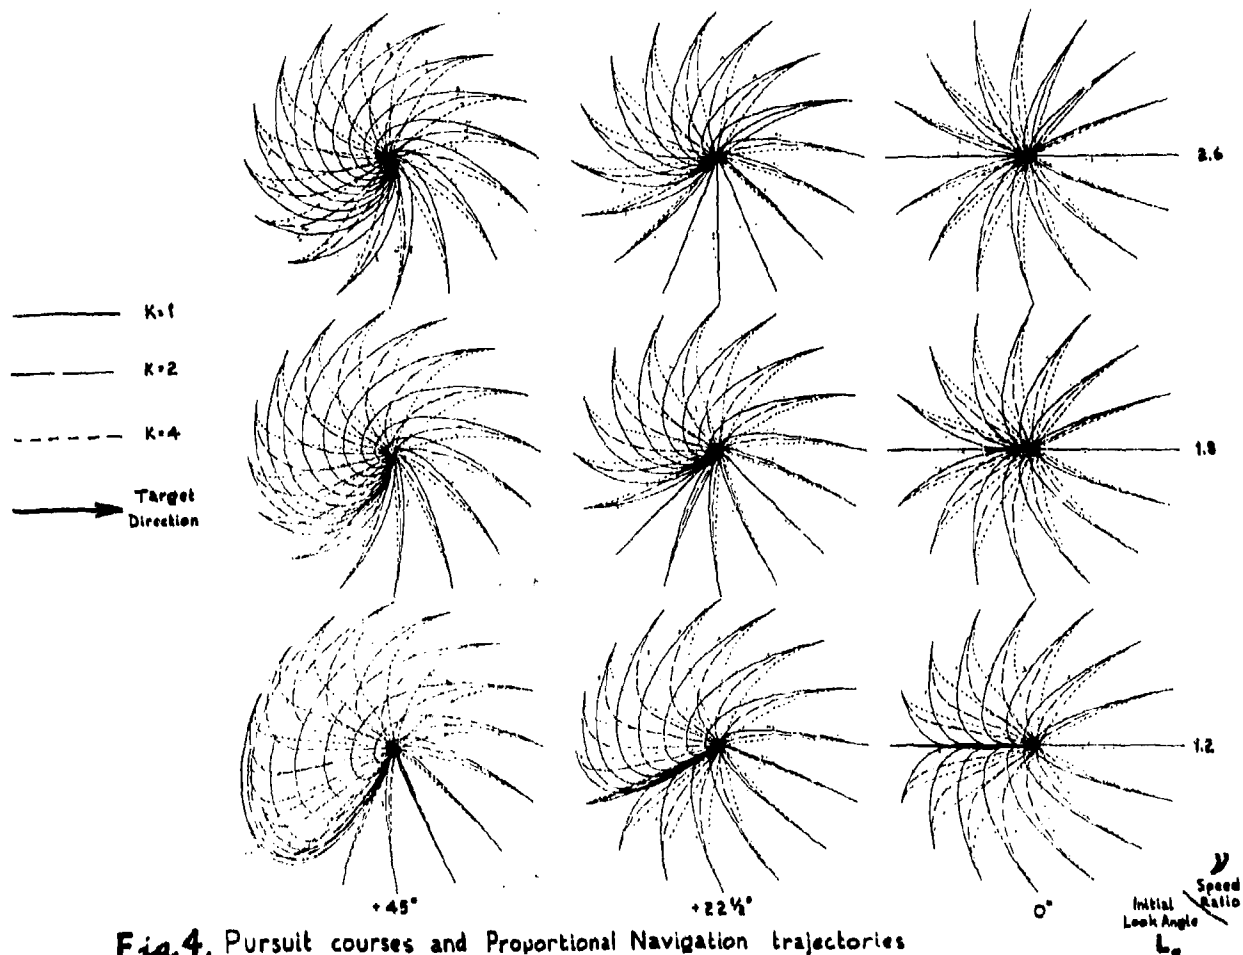 2.6
K=1
K=2
K=4
1.8
Target
Direction
1.2
+45°
+22½°
0°
γ
Speed
Ratio
Initial
Look Angle
L₀
Fig.4. Pursuit courses and Proportional Navigation trajectories